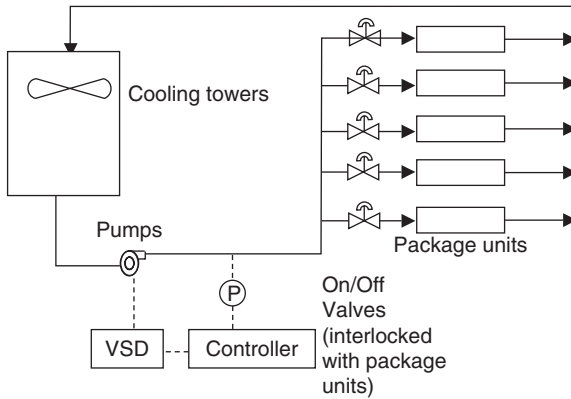 Cooling towers
Pumps
Package units
P
On/Off
Valves
(interlocked
with package
units)
VSD
Controller